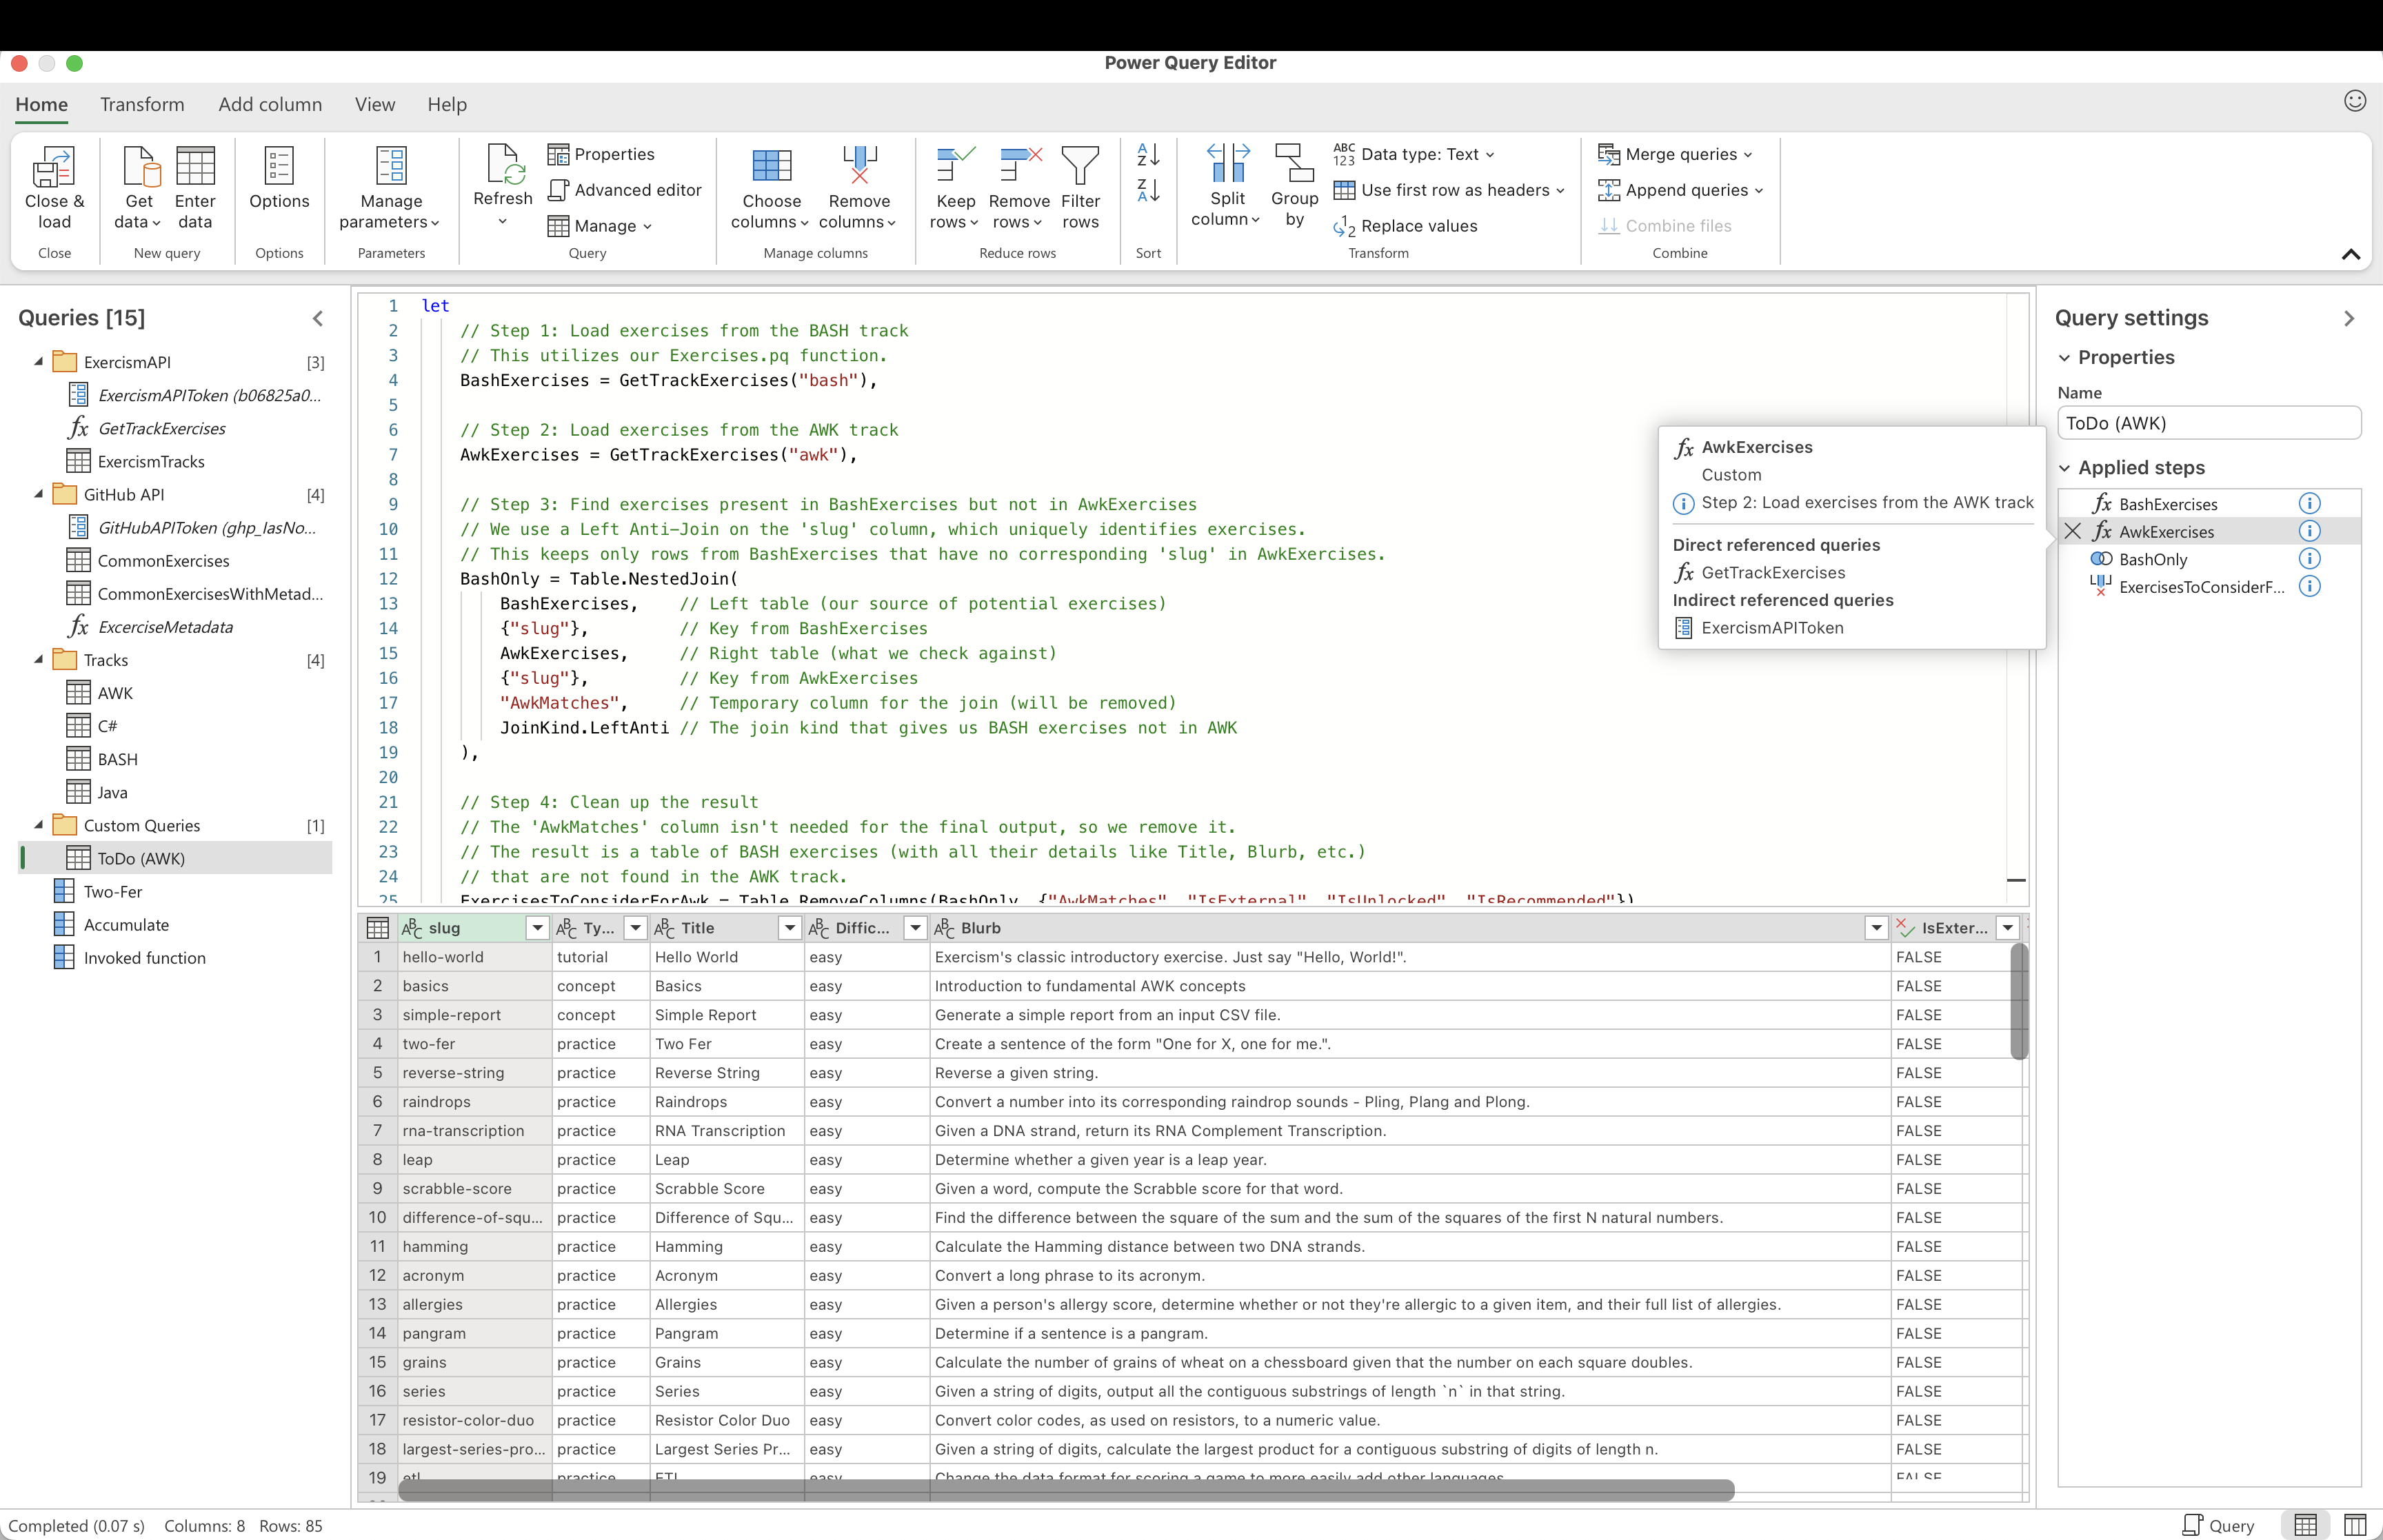 Power Query Editor
Home Transform Add column View Help
Close & load
Close
Get data
Enter data
New query
Options
Options
Manage parameters
Parameters
Refresh
Properties
Advanced editor
Manage
Query
Choose columns
Remove columns
Manage columns
Keep rows
Remove rows
Filter rows
Reduce rows
A Z
Z A
Sort
Split column
Group by
ABC 123 Data type: Text
Use first row as headers
1 2 Replace values
Transform
Merge queries
Append queries
Combine files
Combine
Queries [15]
ExercismAPI [3]
ExercismAPIToken (b06825a0...
fx GetTrackExercises
ExercismTracks
GitHub API [4]
GitHubAPIToken (ghp_IasNo...
CommonExercises
CommonExercisesWithMetad...
fx ExcerciseMetadata
Tracks [4]
AWK
C#
BASH
Java
Custom Queries [1]
ToDo (AWK)
Two-Fer
Accumulate
Invoked function
1 let
2 // Step 1: Load exercises from the BASH track
3 // This utilizes our Exercises.pq function.
4 BashExercises = GetTrackExercises("bash"),
5
6 // Step 2: Load exercises from the AWK track
7 AwkExercises = GetTrackExercises("awk"),
8
9 // Step 3: Find exercises present in BashExercises but not in AwkExercises
10 // We use a Left Anti-Join on the 'slug' column, which uniquely identifies exercises.
11 // This keeps only rows from BashExercises that have no corresponding 'slug' in AwkExercises.
12 BashOnly = Table.NestedJoin(
13 BashExercises, // Left table (our source of potential exercises)
14 {"slug"}, // Key from BashExercises
15 AwkExercises, // Right table (what we check against)
16 {"slug"}, // Key from AwkExercises
17 "AwkMatches", // Temporary column for the join (will be removed)
18 JoinKind.LeftAnti // The join kind that gives us BASH exercises not in AWK
19 ),
20
21 // Step 4: Clean up the result
22 // The 'AwkMatches' column isn't needed for the final output, so we remove it.
23 // The result is a table of BASH exercises (with all their details like Title, Blurb, etc.)
24 // that are not found in the AWK track.
25 ExercisesToConsiderForAwk = Table.RemoveColumns(BashOnly, {"AwkMatches", "IsExternal", "IsUnlocked", "IsRecommended"})
fx AwkExercises
Custom
Step 2: Load exercises from the AWK track
Direct referenced queries
fx GetTrackExercises
Indirect referenced queries
ExercismAPIToken
Query settings
Properties
Name
ToDo (AWK)
Applied steps
fx BashExercises
fx AwkExercises
BashOnly
ExercisesToConsiderF...
ABC slug ABC Ty... ABC Title ABC Diffic... ABC Blurb IsExter...
1 hello-world tutorial Hello World easy Exercism's classic introductory exercise. Just say "Hello, World!". FALSE
2 basics concept Basics easy Introduction to fundamental AWK concepts FALSE
3 simple-report concept Simple Report easy Generate a simple report from an input CSV file. FALSE
4 two-fer practice Two Fer easy Create a sentence of the form "One for X, one for me.". FALSE
5 reverse-string practice Reverse String easy Reverse a given string. FALSE
6 raindrops practice Raindrops easy Convert a number into its corresponding raindrop sounds - Pling, Plang and Plong. FALSE
7 rna-transcription practice RNA Transcription easy Given a DNA strand, return its RNA Complement Transcription. FALSE
8 leap practice Leap easy Determine whether a given year is a leap year. FALSE
9 scrabble-score practice Scrabble Score easy Given a word, compute the Scrabble score for that word. FALSE
10 difference-of-squ... practice Difference of Squ... easy Find the difference between the square of the sum and the sum of the squares of the first N natural numbers. FALSE
11 hamming practice Hamming easy Calculate the Hamming distance between two DNA strands. FALSE
12 acronym practice Acronym easy Convert a long phrase to its acronym. FALSE
13 allergies practice Allergies easy Given a person's allergy score, determine whether or not they're allergic to a given item, and their full list of allergies. FALSE
14 pangram practice Pangram easy Determine if a sentence is a pangram. FALSE
15 grains practice Grains easy Calculate the number of grains of wheat on a chessboard given that the number on each square doubles. FALSE
16 series practice Series easy Given a string of digits, output all the contiguous substrings of length `n` in that string. FALSE
17 resistor-color-duo practice Resistor Color Duo easy Convert color codes, as used on resistors, to a numeric value. FALSE
18 largest-series-pro... practice Largest Series Pr... easy Given a string of digits, calculate the largest product for a contiguous substring of digits of length n. FALSE
19 etl practice ETL easy Change the data format for scoring a game to more easily add other languages. FALSE
Completed (0.07 s) Columns: 8 Rows: 85
Query